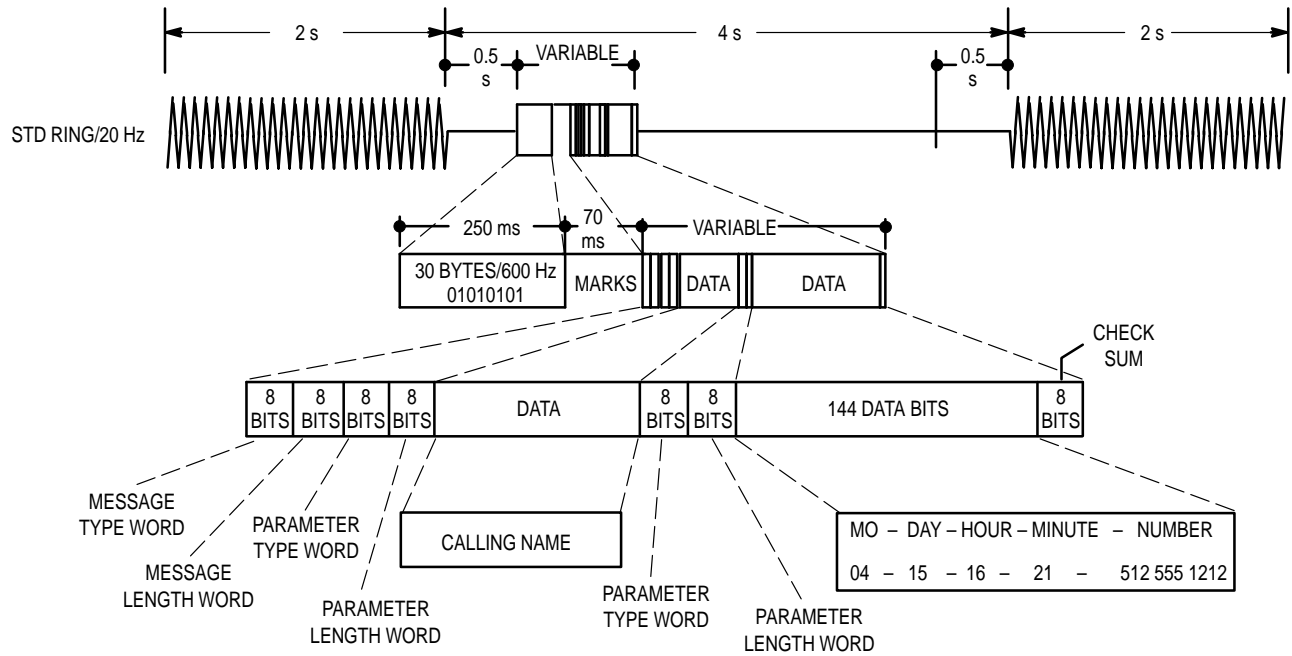 2 s
4 s
2 s
0.5
s
VARIABLE
0.5
s
STD RING/20 Hz
250 ms
70
ms
VARIABLE
30 BYTES/600 Hz
01010101
MARKS
DATA
DATA
CHECK
SUM
8
BITS
8
BITS
8
BITS
8
BITS
DATA
8
BITS
8
BITS
144 DATA BITS
8
BITS
MESSAGE
TYPE WORD
MESSAGE
LENGTH WORD
PARAMETER
TYPE WORD
PARAMETER
LENGTH WORD
CALLING NAME
PARAMETER
TYPE WORD
PARAMETER
LENGTH WORD
MO – DAY – HOUR – MINUTE – NUMBER
04 – 15 – 16 – 21 – 512 555 1212